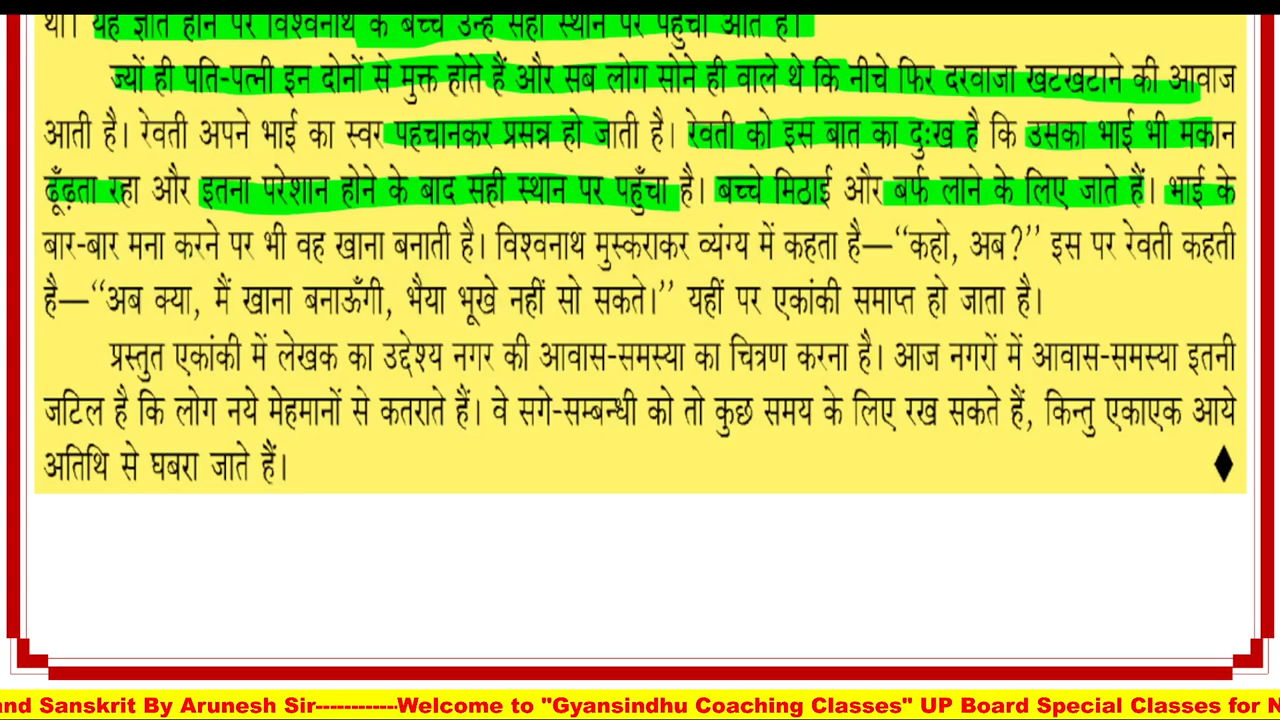 था। यह ज्ञात होने पर विश्वनाथ के बच्चे उन्हें सही स्थान पर पहुँचा आते हैं।
ज्यों ही पति-पत्नी इन दोनों से मुक्त होते हैं और सब लोग सोने ही वाले थे कि नीचे फिर दरवाजा खटखटाने की आवाज
आती है। रेवती अपने भाई का स्वर पहचानकर प्रसन्न हो जाती है। रेवती को इस बात का दुःख है कि उसका भाई भी मकान
ढूँढ़ता रहा और इतना परेशान होने के बाद सही स्थान पर पहुँचा है। बच्चे मिठाई और बर्फ लाने के लिए जाते हैं। भाई के
बार-बार मना करने पर भी वह खाना बनाती है। विश्वनाथ मुस्कराकर व्यंग्य में कहता है—“कहो, अब?” इस पर रेवती कहती
है—“अब क्या, मैं खाना बनाऊँगी, भैया भूखे नहीं सो सकते।” यहीं पर एकांकी समाप्त हो जाता है।
प्रस्तुत एकांकी में लेखक का उद्देश्य नगर की आवास-समस्या का चित्रण करना है। आज नगरों में आवास-समस्या इतनी
जटिल है कि लोग नये मेहमानों से कतराते हैं। वे सगे-सम्बन्धी को तो कुछ समय के लिए रख सकते हैं, किन्तु एकाएक आये
अतिथि से घबरा जाते हैं।
and Sanskrit By Arunesh Sir------------Welcome to "Gyansindhu Coaching Classes" UP Board Special Classes for